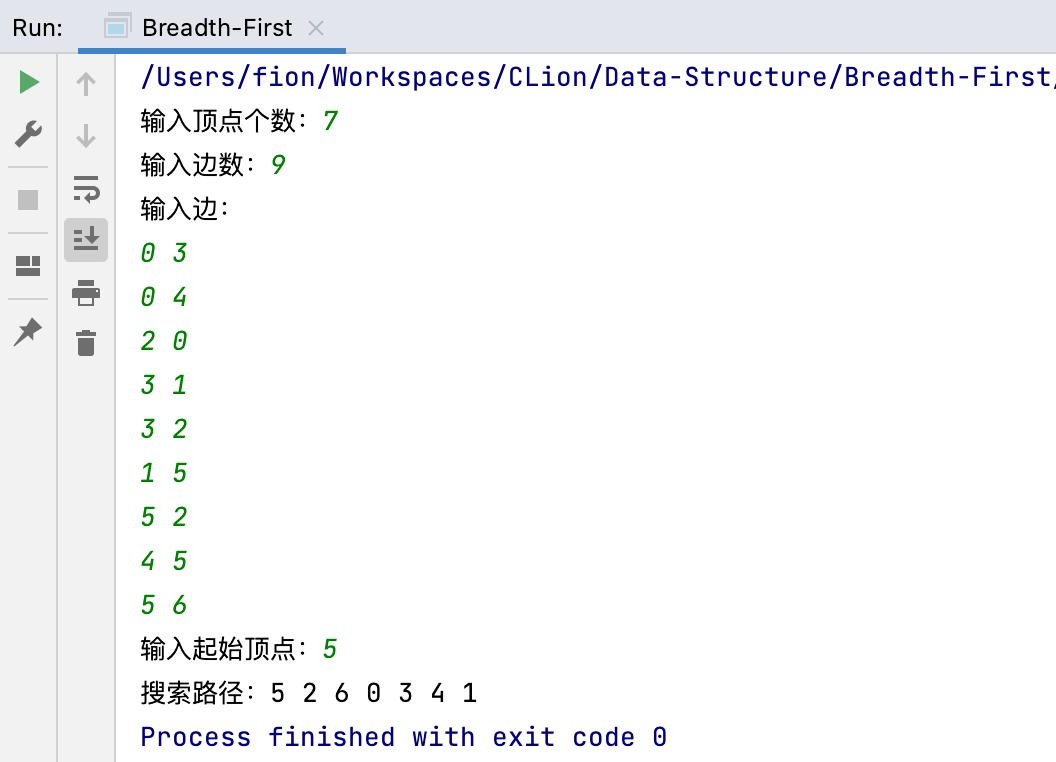 Run: Breadth-First
/Users/fion/Workspaces/CLion/Data-Structure/Breadth-First/
输入顶点个数：7
输入边数：9
输入边：
0 3
0 4
2 0
3 1
3 2
1 5
5 2
4 5
5 6
输入起始顶点：5
搜索路径：5 2 6 0 3 4 1
Process finished with exit code 0